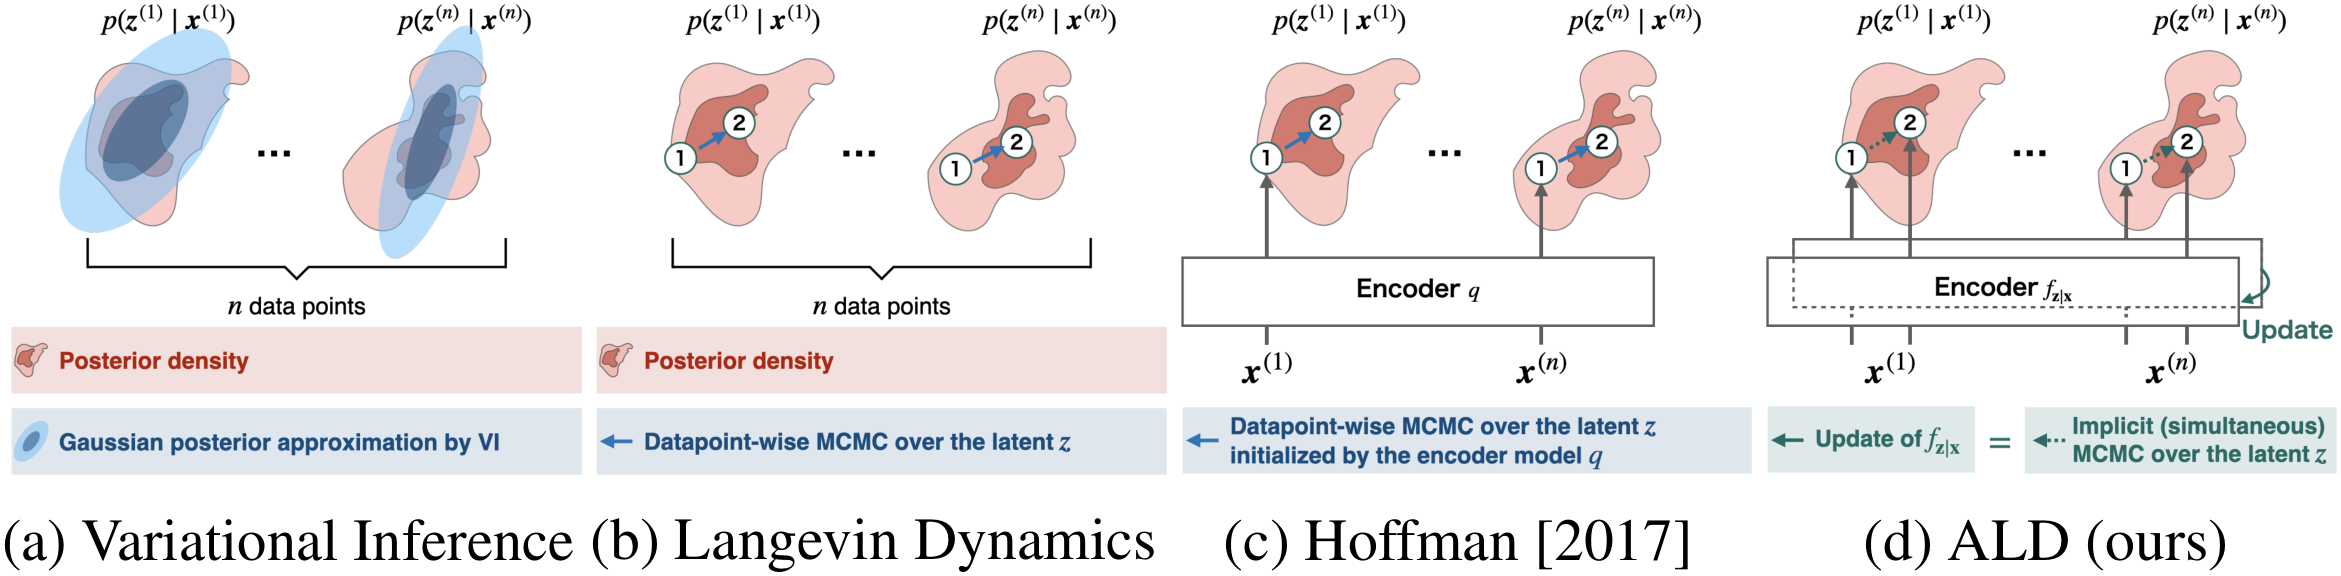 p(z⁽¹⁾ | x⁽¹⁾)
p(z⁽ⁿ⁾ | x⁽ⁿ⁾)
...
n data points
Posterior density
Gaussian posterior approximation by VI
(a) Variational Inference
p(z⁽¹⁾ | x⁽¹⁾)
p(z⁽ⁿ⁾ | x⁽ⁿ⁾)
1
2
...
1
2
n data points
Posterior density
Datapoint-wise MCMC over the latent z
(b) Langevin Dynamics
p(z⁽¹⁾ | x⁽¹⁾)
p(z⁽ⁿ⁾ | x⁽ⁿ⁾)
1
2
...
1
2
Encoder q
x⁽¹⁾
x⁽ⁿ⁾
Datapoint-wise MCMC over the latent z
initialized by the encoder model q
(c) Hoffman [2017]
p(z⁽¹⁾ | x⁽¹⁾)
p(z⁽ⁿ⁾ | x⁽ⁿ⁾)
1
2
...
1
2
Encoder f_z|x
Update
x⁽¹⁾
x⁽ⁿ⁾
Update of f_z|x
=
Implicit (simultaneous)
MCMC over the latent z
(d) ALD (ours)